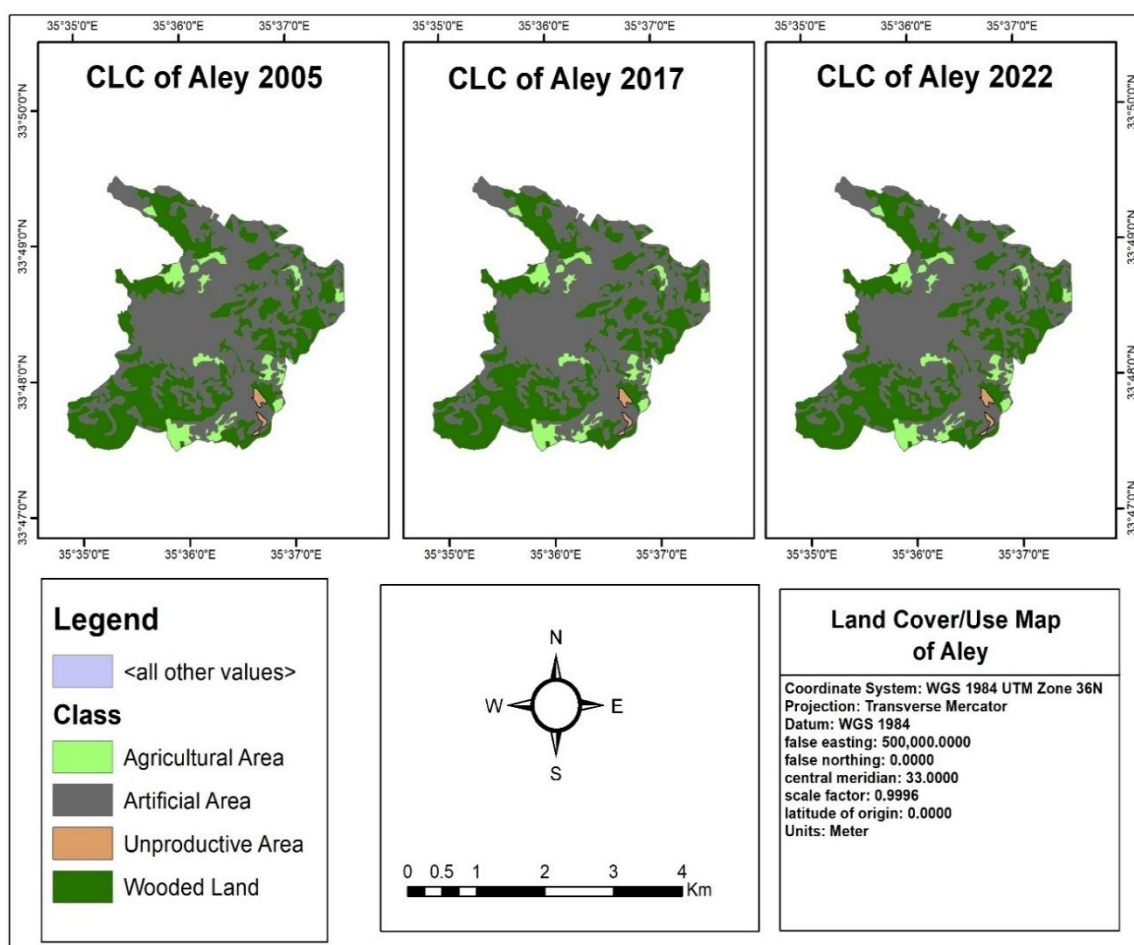 35°35'0"E 35°36'0"E 35°37'0"E 35°35'0"E 35°36'0"E 35°37'0"E 35°35'0"E 35°36'0"E 35°37'0"E
CLC of Aley 2005
CLC of Aley 2017
CLC of Aley 2022
33°50'0"N
33°49'0"N
33°48'0"N
33°47'0"N
33°50'0"N
33°49'0"N
33°48'0"N
33°47'0"N
35°35'0"E 35°36'0"E 35°37'0"E 35°35'0"E 35°36'0"E 35°37'0"E 35°35'0"E 35°36'0"E 35°37'0"E
Legend
<all other values>
Class
Agricultural Area
Artificial Area
Unproductive Area
Wooded Land
N
W E
S
0 0.5 1 2 3 4
Km
Land Cover/Use Map
of Aley
Coordinate System: WGS 1984 UTM Zone 36N
Projection: Transverse Mercator
Datum: WGS 1984
false easting: 500,000.0000
false northing: 0.0000
central meridian: 33.0000
scale factor: 0.9996
latitude of origin: 0.0000
Units: Meter